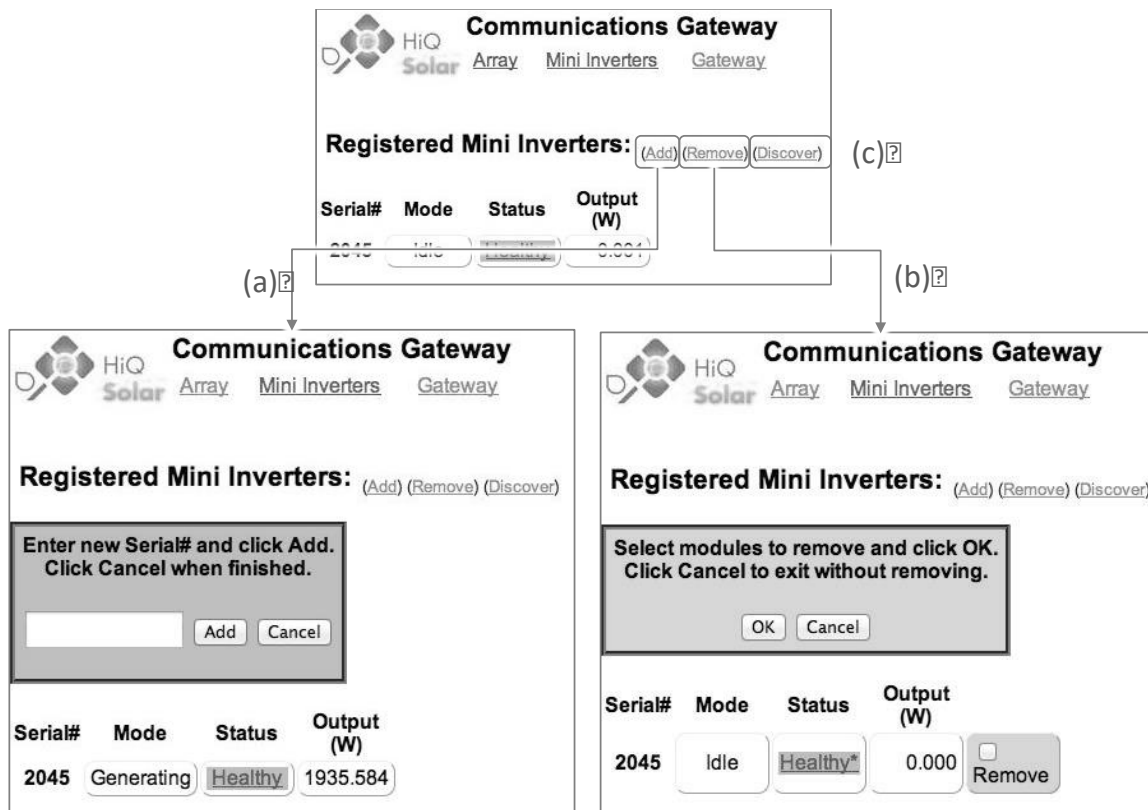 Communications Gateway
HiQ
Solar
Array Mini Inverters Gateway
Registered Mini Inverters: (Add) (Remove) (Discover) (c)
Serial# Mode Status Output (W)
2045 Idle Healthy
(a) (b)
Communications Gateway
HiQ
Solar
Array Mini Inverters Gateway
Registered Mini Inverters: (Add) (Remove) (Discover)
Enter new Serial# and click Add.
Click Cancel when finished.
Add Cancel
Serial# Mode Status Output (W)
2045 Generating Healthy 1935.584
Communications Gateway
HiQ
Solar
Array Mini Inverters Gateway
Registered Mini Inverters: (Add) (Remove) (Discover)
Select modules to remove and click OK.
Click Cancel to exit without removing.
OK Cancel
Serial# Mode Status Output (W)
2045 Idle Healthy* 0.000 Remove